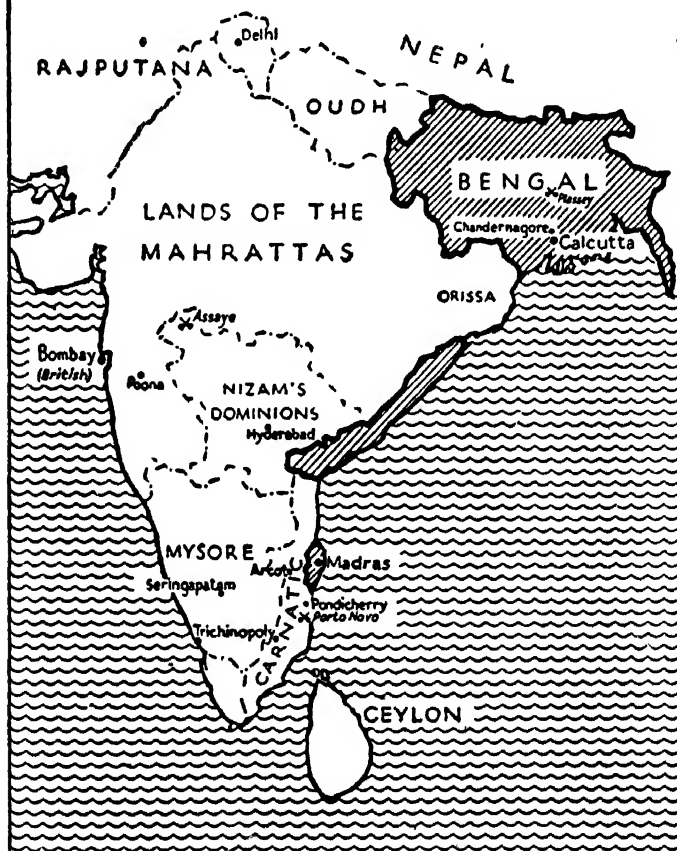 Delhi
NEPAL
RAJPUTANA
OUDH
BENGAL
Plassey
LANDS OF THE
MAHRATTAS
Chandernagore
Calcutta
ORISSA
Assaye
Bombay
(British)
Poona
NIZAM'S
DOMINIONS
Hyderabad
MYSORE
Arcot
Madras
Seringapatam
CARNATIC
Pondicherry
Porto Novo
Trichinopoly
CEYLON